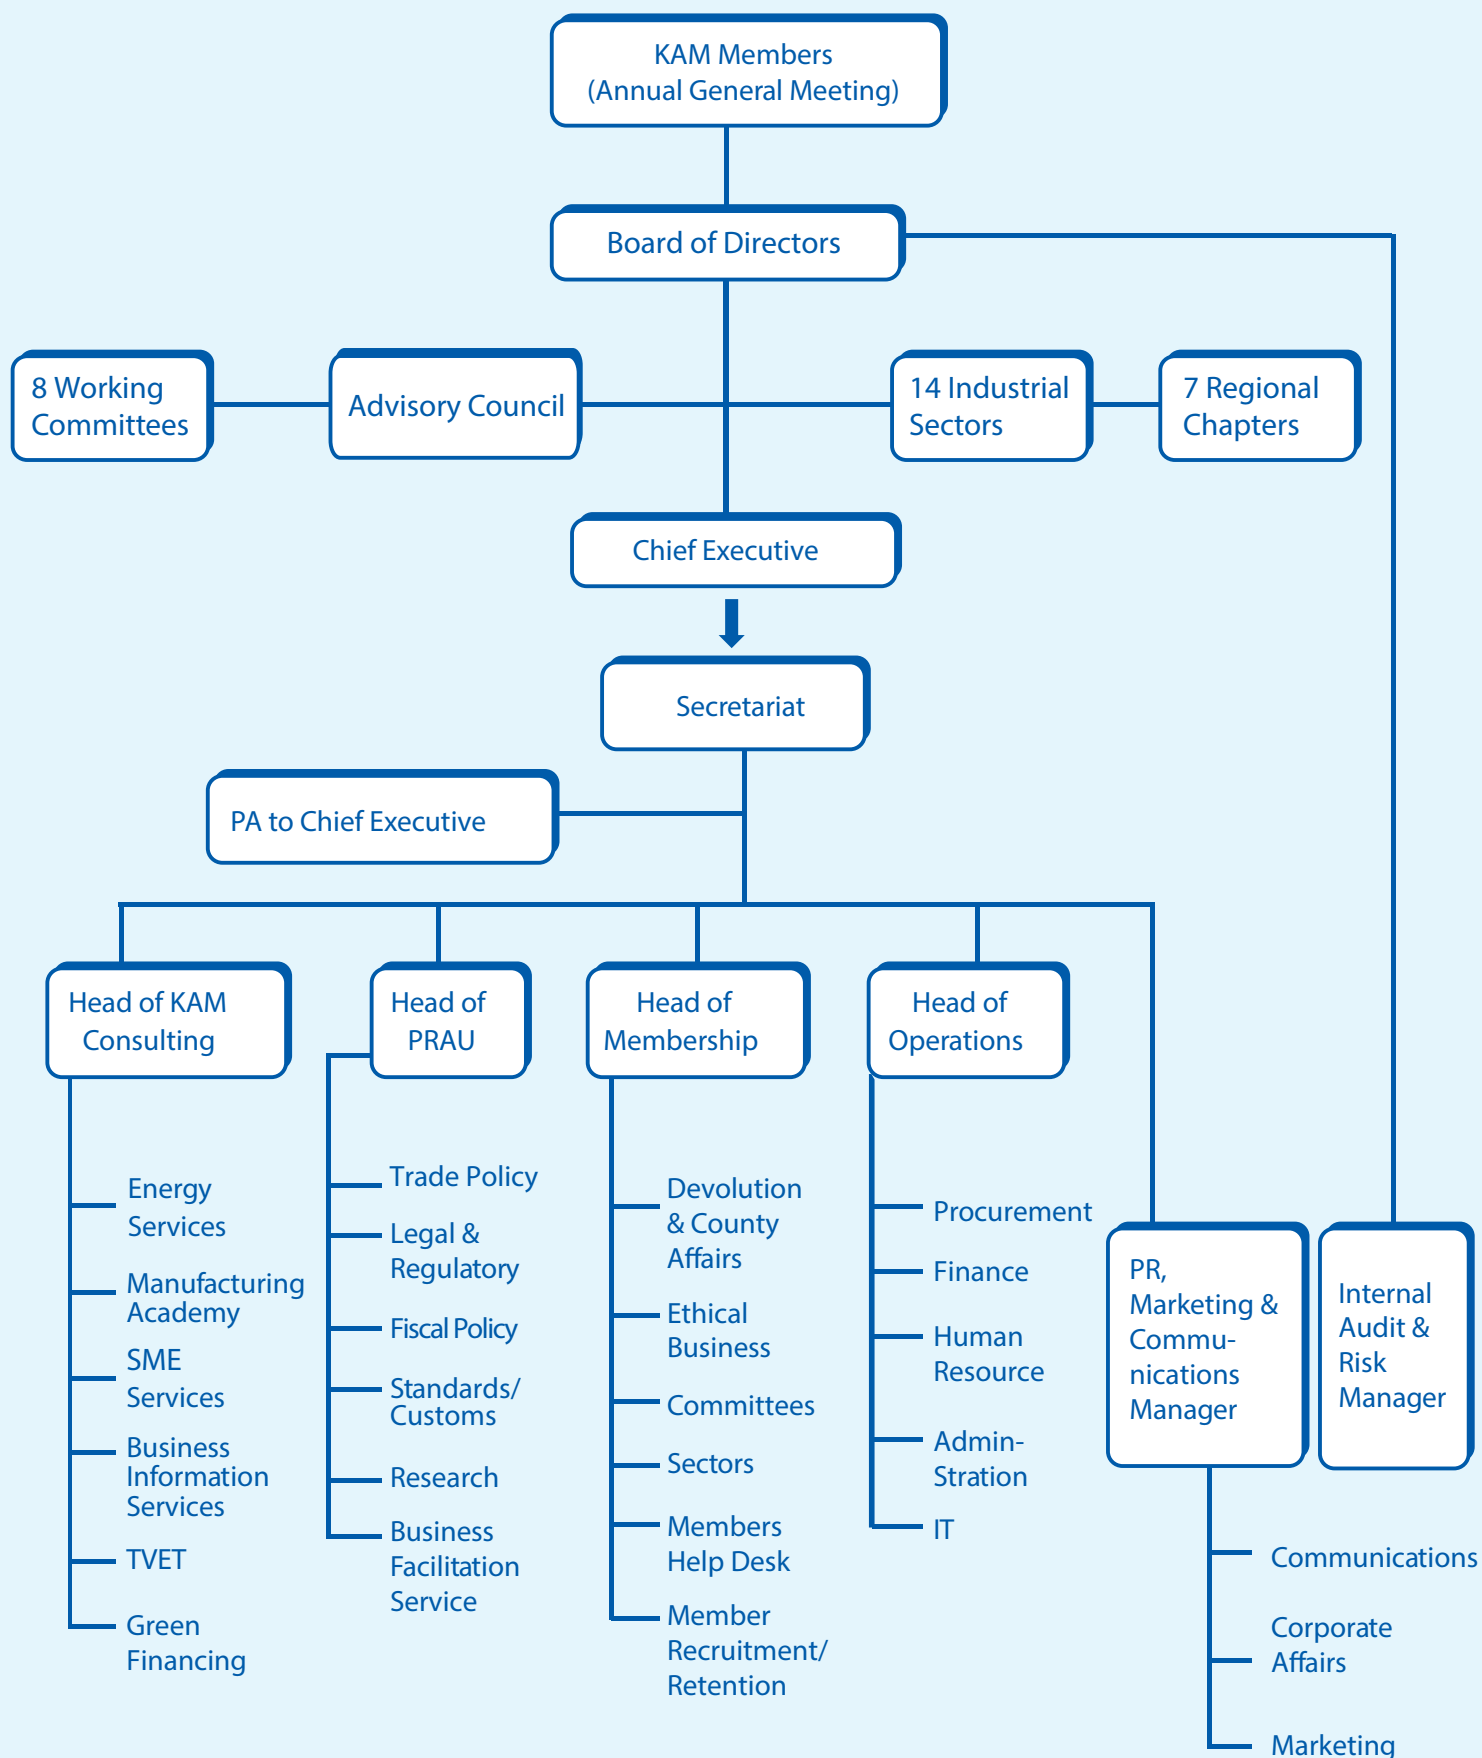 KAM Members
(Annual General Meeting)
Board of Directors
8 Working
Committees
Advisory Council
14 Industrial
Sectors
7 Regional
Chapters
Chief Executive
Secretariat
PA to Chief Executive
Head of KAM
Consulting
Head of
PRAU
Head of
Membership
Head of
Operations
Energy
Services
Manufacturing
Academy
SME
Services
Business
Information
Services
TVET
Green
Financing
Trade Policy
Legal &
Regulatory
Fiscal Policy
Standards/
Customs
Research
Business
Facilitation
Service
Devolution
& County
Affairs
Ethical
Business
Committees
Sectors
Members
Help Desk
Member
Recruitment/
Retention
Procurement
Finance
Human
Resource
Admin-
Stration
IT
PR,
Marketing &
Commu-
nications
Manager
Communications
Corporate
Affairs
Marketing
Internal
Audit &
Risk
Manager